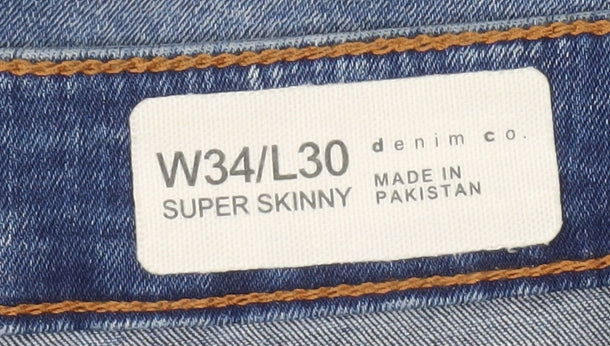 W34/L30
SUPER SKINNY
denim co.
MADE IN
PAKISTAN